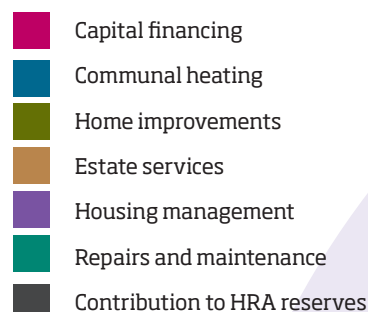 Capital financing
Communal heating
Home improvements
Estate services
Housing management
Repairs and maintenance
Contribution to HRA reserves